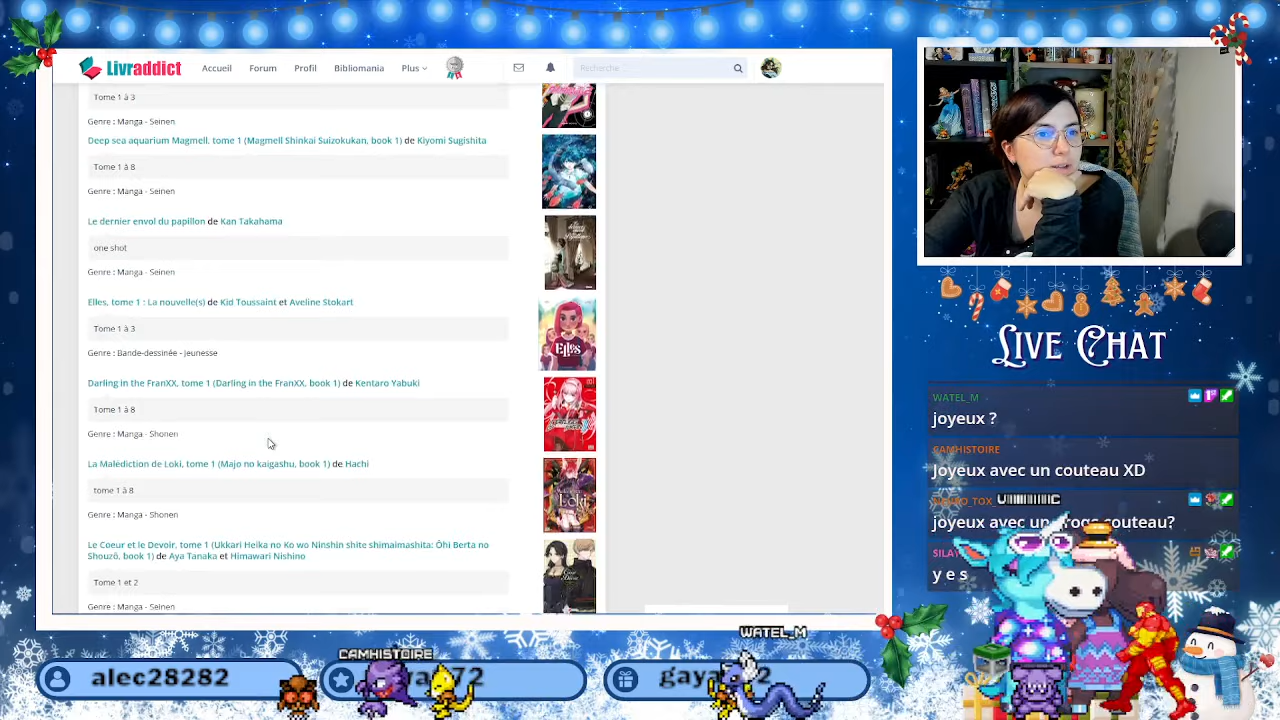 Livraddict
Accueil Forum Profil Bibliomania Plus
Recherche ...
Tome 1 à 3
Genre : Manga - Seinen
Deep sea aquarium Magmell, tome 1 (Magmell Shinkai Suizokukan, book 1) de Kiyomi Sugishita
Tome 1 à 8
Genre : Manga - Seinen
Le dernier envol du papillon de Kan Takahama
one shot
Genre : Manga - Seinen
Elles, tome 1 : La nouvelle(s) de Kid Toussaint et Aveline Stokart
Tome 1 à 3
Genre : Bande-dessinée - Jeunesse
Darling in the FranXX, tome 1 (Darling in the FranXX, book 1) de Kentaro Yabuki
Tome 1 à 8
Genre : Manga - Shonen
La Malédiction de Loki, tome 1 (Majo no kaigashu, book 1) de Hachi
tome 1 à 8
Genre : Manga - Shonen
Le Coeur et le Devoir, tome 1 (Ukkari Heika no Ko wo Ninshin shite shimaimashita: Ôhi Berta no
Shouzô, book 1) de Aya Tanaka et Himawari Nishino
Tome 1 et 2
Genre : Manga - Seinen
Elles
Loki
Live Chat
WATEL_M
joyeux ?
CAMHISTOIRE
Joyeux avec un couteau XD
joyeux avec un couteau?
SILAY
y e s
WATEL_M
CAMHISTOIRE
alec28282
72
gaya 2